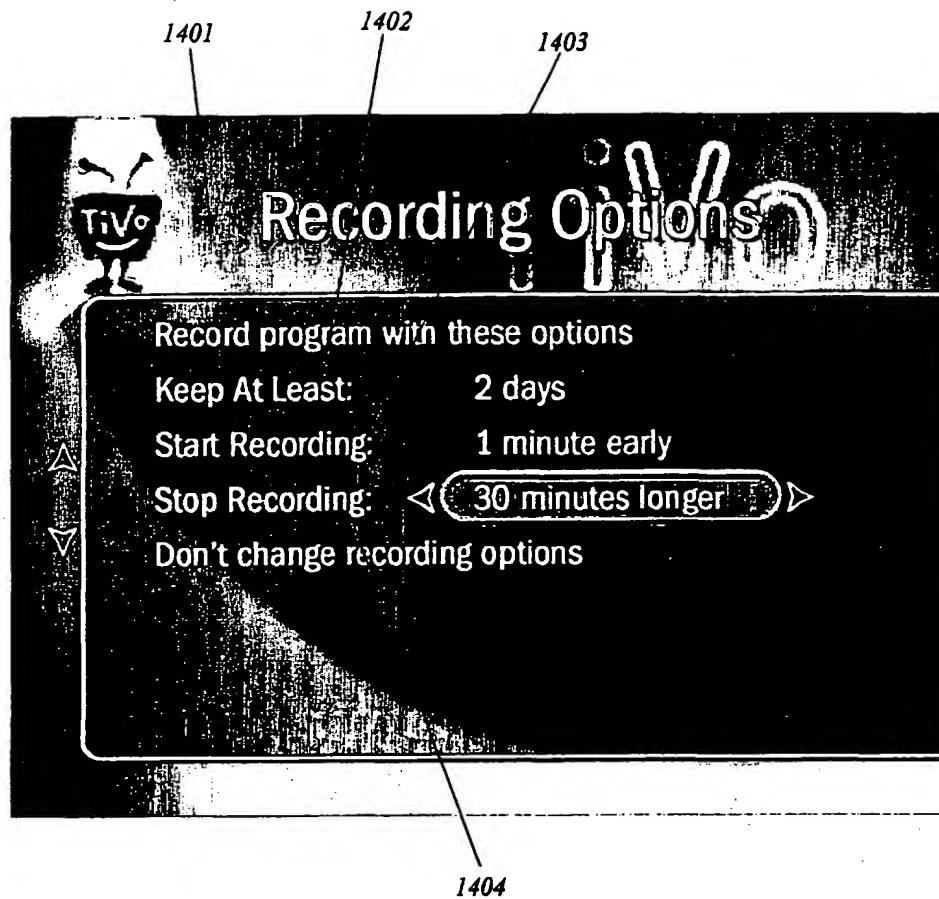 1401 1402 1403
TiVo
TiVo
Recording Options
Record program with these options
Keep At Least: 2 days
Start Recording: 1 minute early
Stop Recording: 30 minutes longer
Don't change recording options
1404